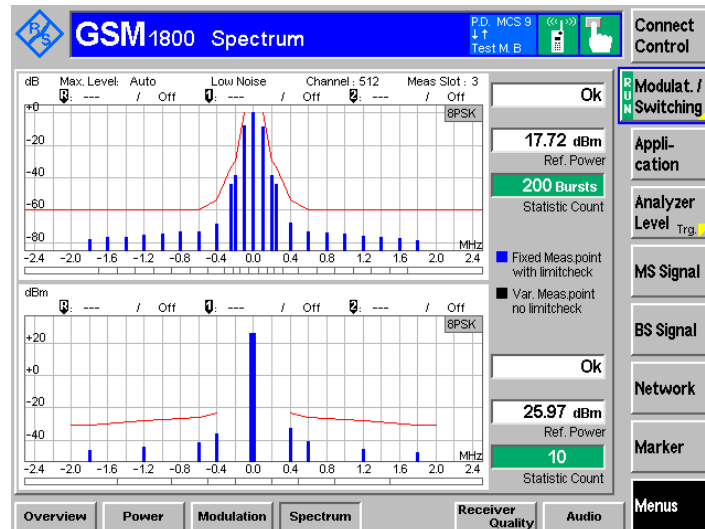 R&S
GSM 1800 Spectrum
P.D. MCS 9
Test M. B
Connect Control
dB Max. Level: Auto Low Noise Channel : 512 Meas Slot : 3
R: --- / Off 1: --- / Off 2: --- / Off
8PSK
+0
-20
-40
-60
-80
MHz
-2.4 -2.0 -1.6 -1.2 -0.8 -0.4 0.0 0.4 0.8 1.2 1.6 2.0 2.4
Ok
17.72 dBm
Ref. Power
200 Bursts
Statistic Count
Fixed Meas.point
with limitcheck
Var. Meas.point
no limitcheck
dBm
R: --- / Off 1: --- / Off 2: --- / Off
8PSK
+20
+0
-20
-40
MHz
-2.4 -2.0 -1.6 -1.2 -0.8 -0.4 0.0 0.4 0.8 1.2 1.6 2.0 2.4
Ok
25.97 dBm
Ref. Power
10
Statistic Count
RUN
Modulat. /
Switching
Appli-
cation
Analyzer
Level Trg.
MS Signal
BS Signal
Network
Marker
Menus
Overview
Power
Modulation
Spectrum
Receiver
Quality
Audio